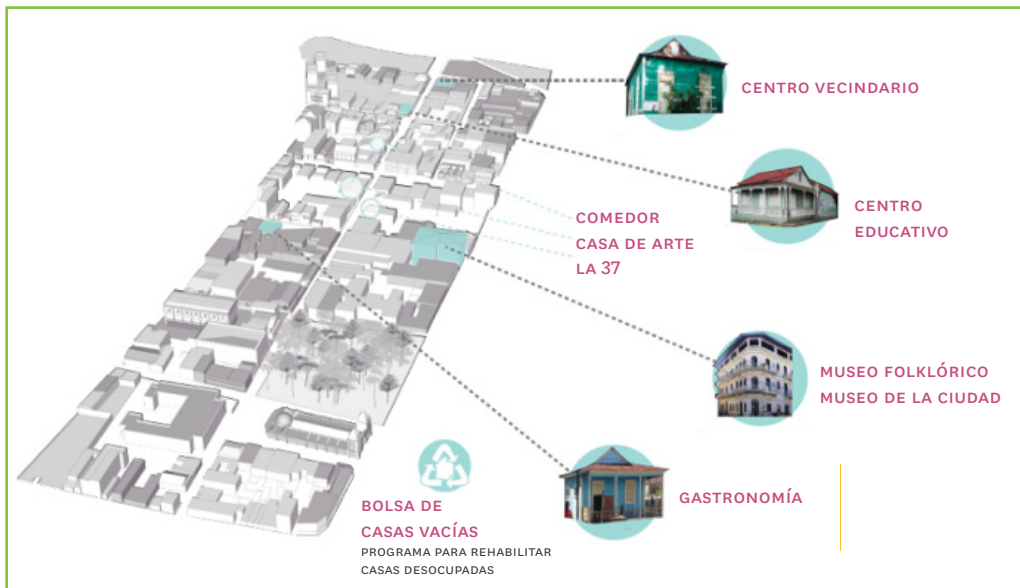 CENTRO VECINDARIO
CENTRO
EDUCATIVO
COMEDOR
CASA DE ARTE
LA 37
MUSEO FOLKLÓRICO
MUSEO DE LA CIUDAD
GASTRONOMÍA
BOLSA DE
CASAS VACÍAS
PROGRAMA PARA REHABILITAR
CASAS DESOCUPADAS